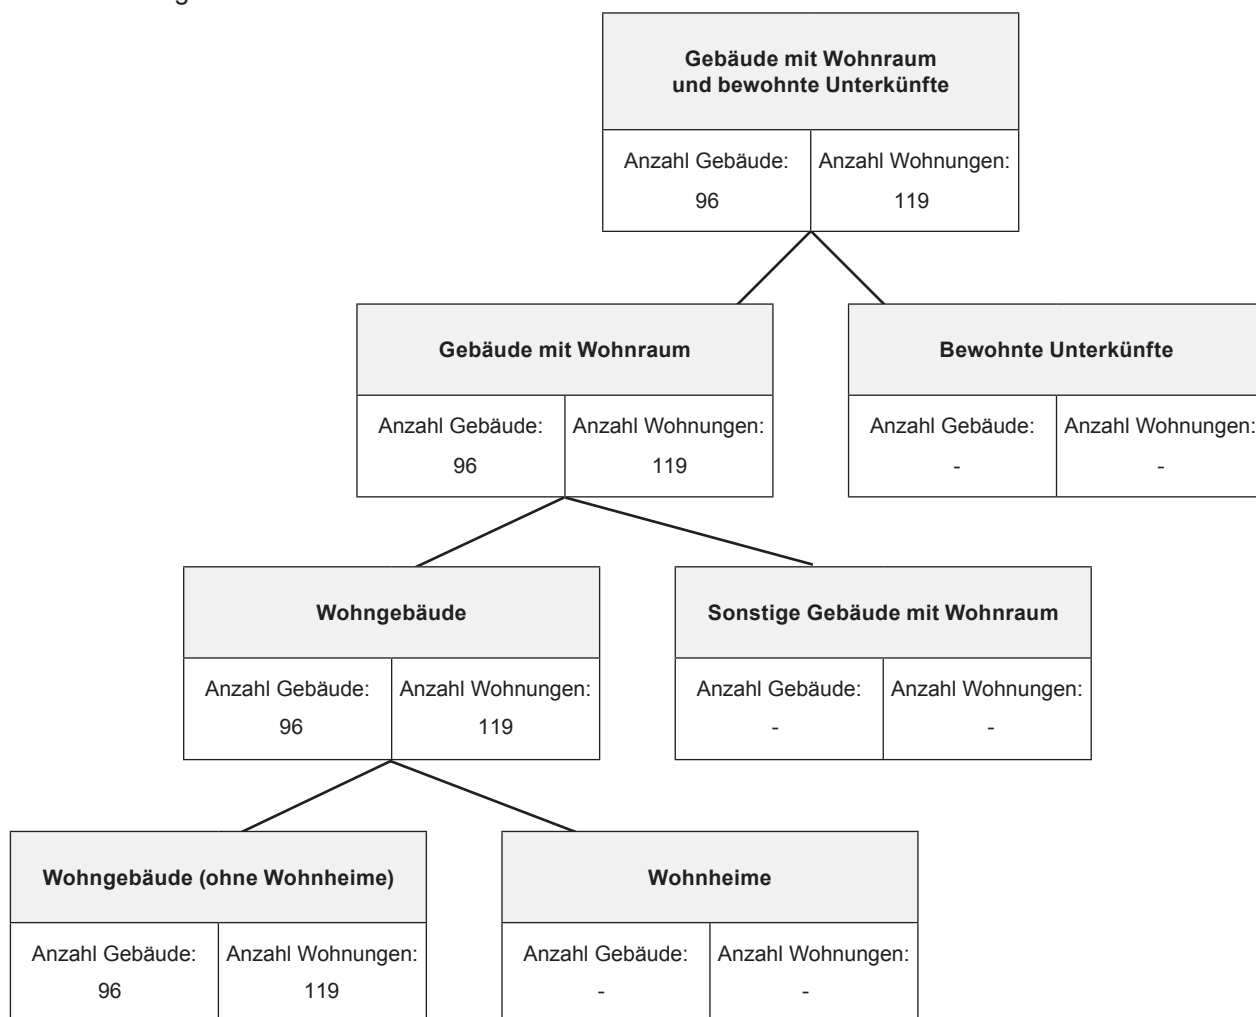 Gebäude mit Wohnraum
und bewohnte Unterkünfte
Anzahl Gebäude: Anzahl Wohnungen:
96 119
Gebäude mit Wohnraum Bewohnte Unterkünfte
Anzahl Gebäude: Anzahl Wohnungen: Anzahl Gebäude: Anzahl Wohnungen:
96 119 - -
Wohngebäude Sonstige Gebäude mit Wohnraum
Anzahl Gebäude: Anzahl Wohnungen: Anzahl Gebäude: Anzahl Wohnungen:
96 119 - -
Wohngebäude (ohne Wohnheime) Wohnheime
Anzahl Gebäude: Anzahl Wohnungen: Anzahl Gebäude: Anzahl Wohnungen:
96 119 - -